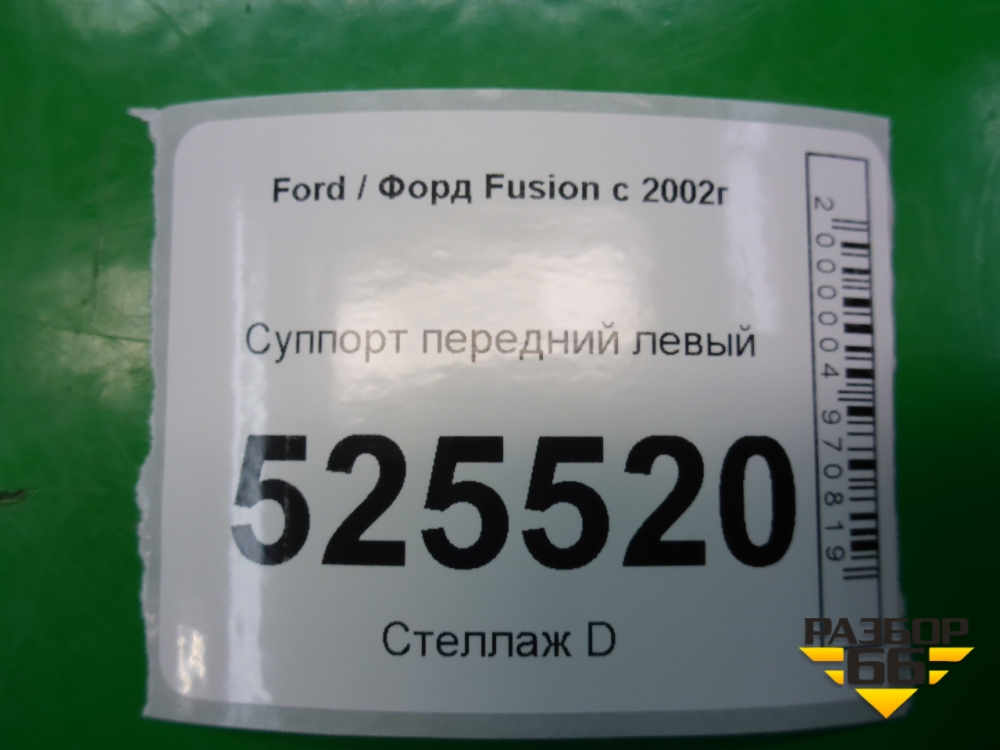 Ford / Форд Fusion с 2002г
Суппорт передний левый
525520
Стеллаж D
2000004970819
РАЗБОР
66